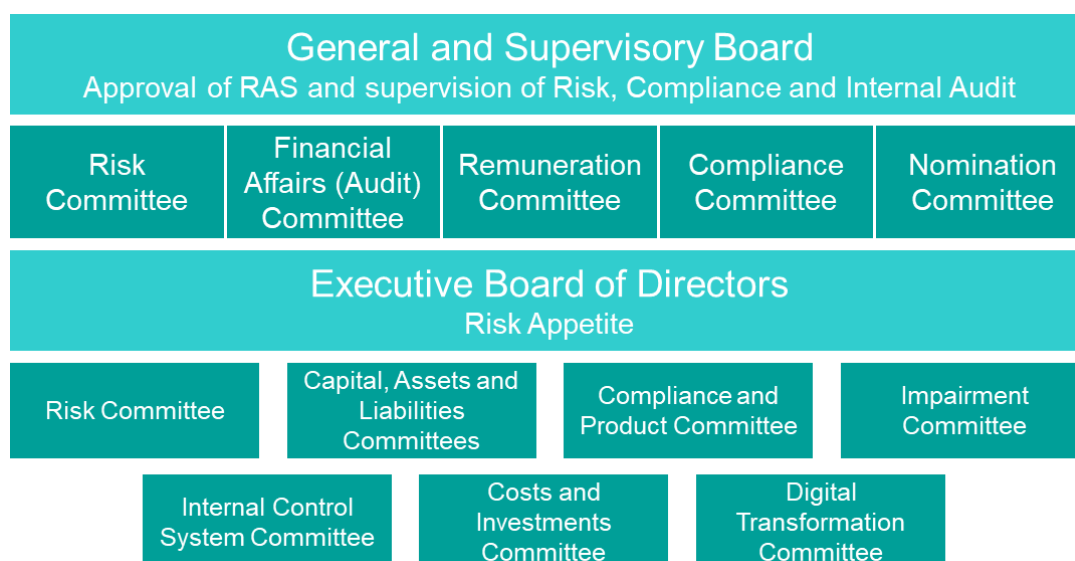 General and Supervisory Board
Approval of RAS and supervision of Risk, Compliance and Internal Audit
Risk
Committee
Financial
Affairs (Audit)
Committee
Remuneration
Committee
Compliance
Committee
Nomination
Committee
Executive Board of Directors
Risk Appetite
Risk Committee
Capital, Assets and
Liabilities
Committees
Compliance and
Product Committee
Impairment
Committee
Internal Control
System Committee
Costs and
Investments
Committee
Digital
Transformation
Committee